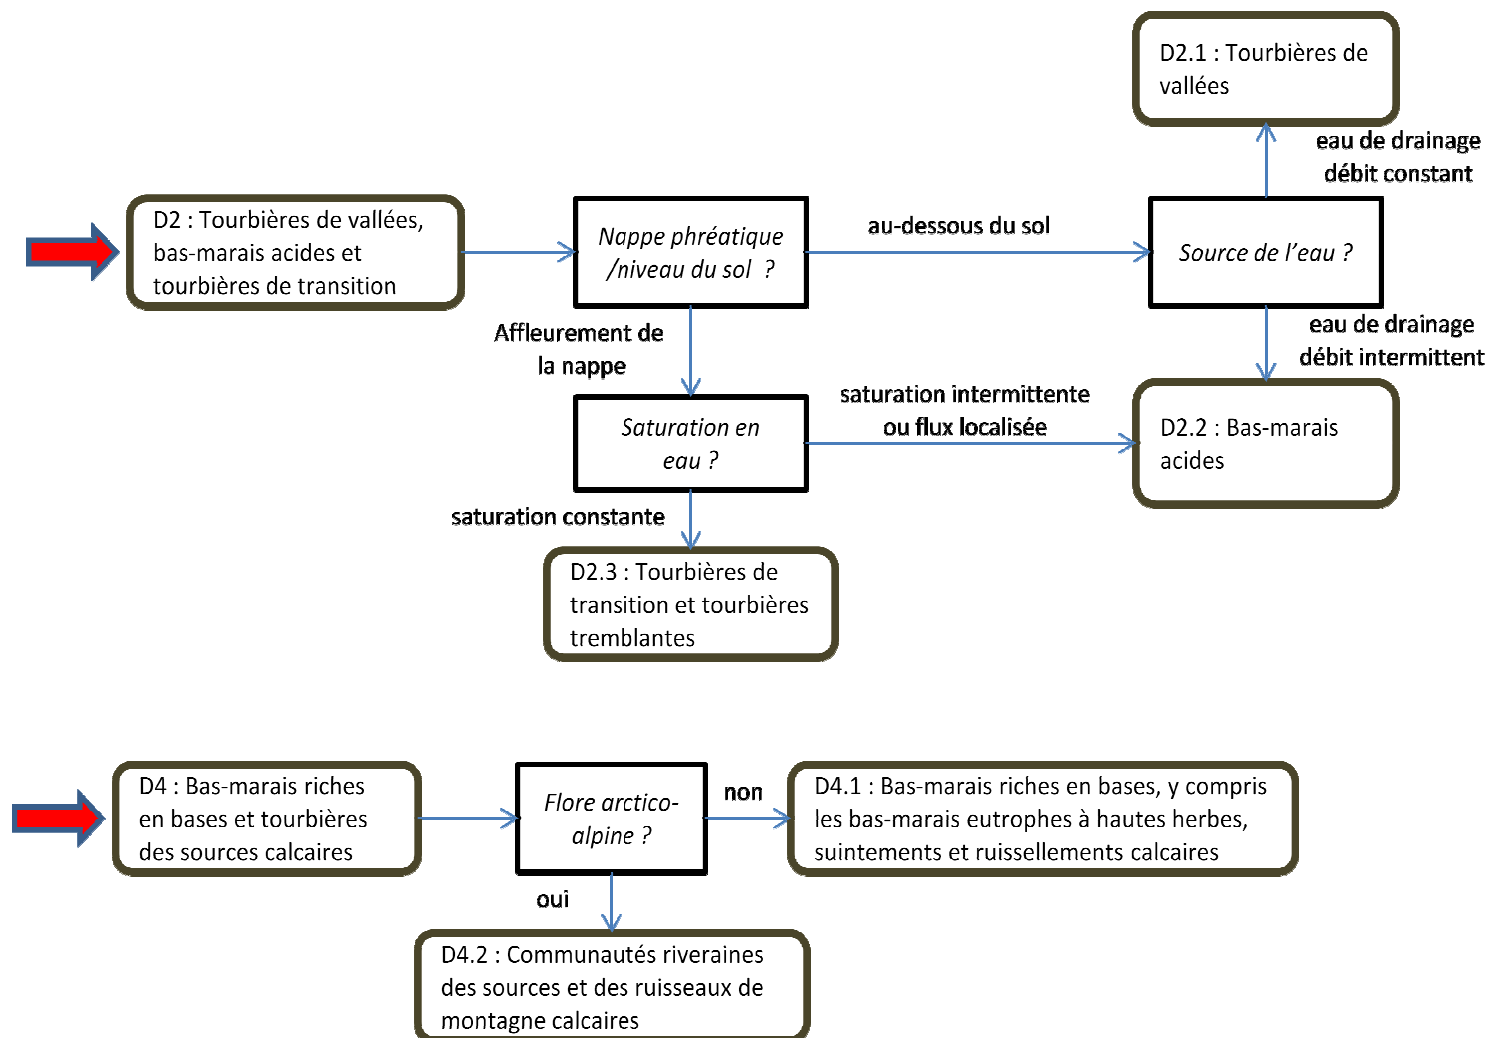 D2.1 : Tourbières de
vallées
eau de drainage
débit constant
D2 : Tourbières de vallées,
bas-marais acides et
tourbières de transition
Nappe phréatique
/niveau du sol ?
au-dessous du sol
Source de l'eau ?
Affleurement de
la nappe
eau de drainage
débit intermittent
Saturation en
eau ?
saturation intermittente
ou flux localisée
D2.2 : Bas-marais
acides
saturation constante
D2.3 : Tourbières de
transition et tourbières
tremblantes
D4 : Bas-marais riches
en bases et tourbières
des sources calcaires
Flore arctico-
alpine ?
non
D4.1 : Bas-marais riches en bases, y compris
les bas-marais eutrophes à hautes herbes,
suintements et ruissellements calcaires
oui
D4.2 : Communautés riveraines
des sources et des ruisseaux de
montagne calcaires